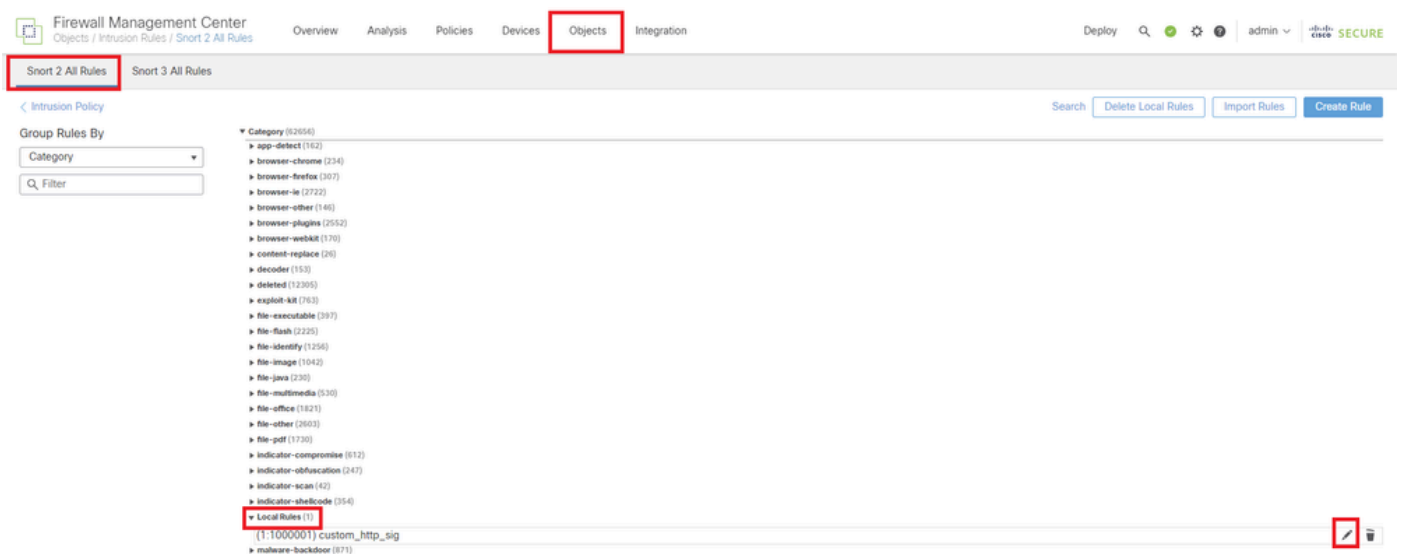 Firewall Management Center
Objects / Intrusion Rules / Snort 2 All Rules
Overview Analysis Policies Devices Objects Integration Deploy admin cisco SECURE
Snort 2 All Rules Snort 3 All Rules
Intrusion Policy Search Delete Local Rules Import Rules Create Rule
Group Rules By
Category
Filter
Category (62656)
app-detect (162)
browser-chrome (234)
browser-firefox (307)
browser-ie (2722)
browser-other (146)
browser-plugins (2552)
browser-webkit (170)
content-replace (26)
decoder (153)
deleted (12305)
exploit-kit (763)
file-executable (397)
file-flash (2225)
file-identify (1256)
file-image (1042)
file-java (230)
file-multimedia (530)
file-office (1821)
file-other (2603)
file-pdf (1730)
indicator-compromise (612)
indicator-obfuscation (247)
indicator-scan (42)
indicator-shellcode (354)
Local Rules (1)
(1:1000001) custom_http_sig
malware-backdoor (871)